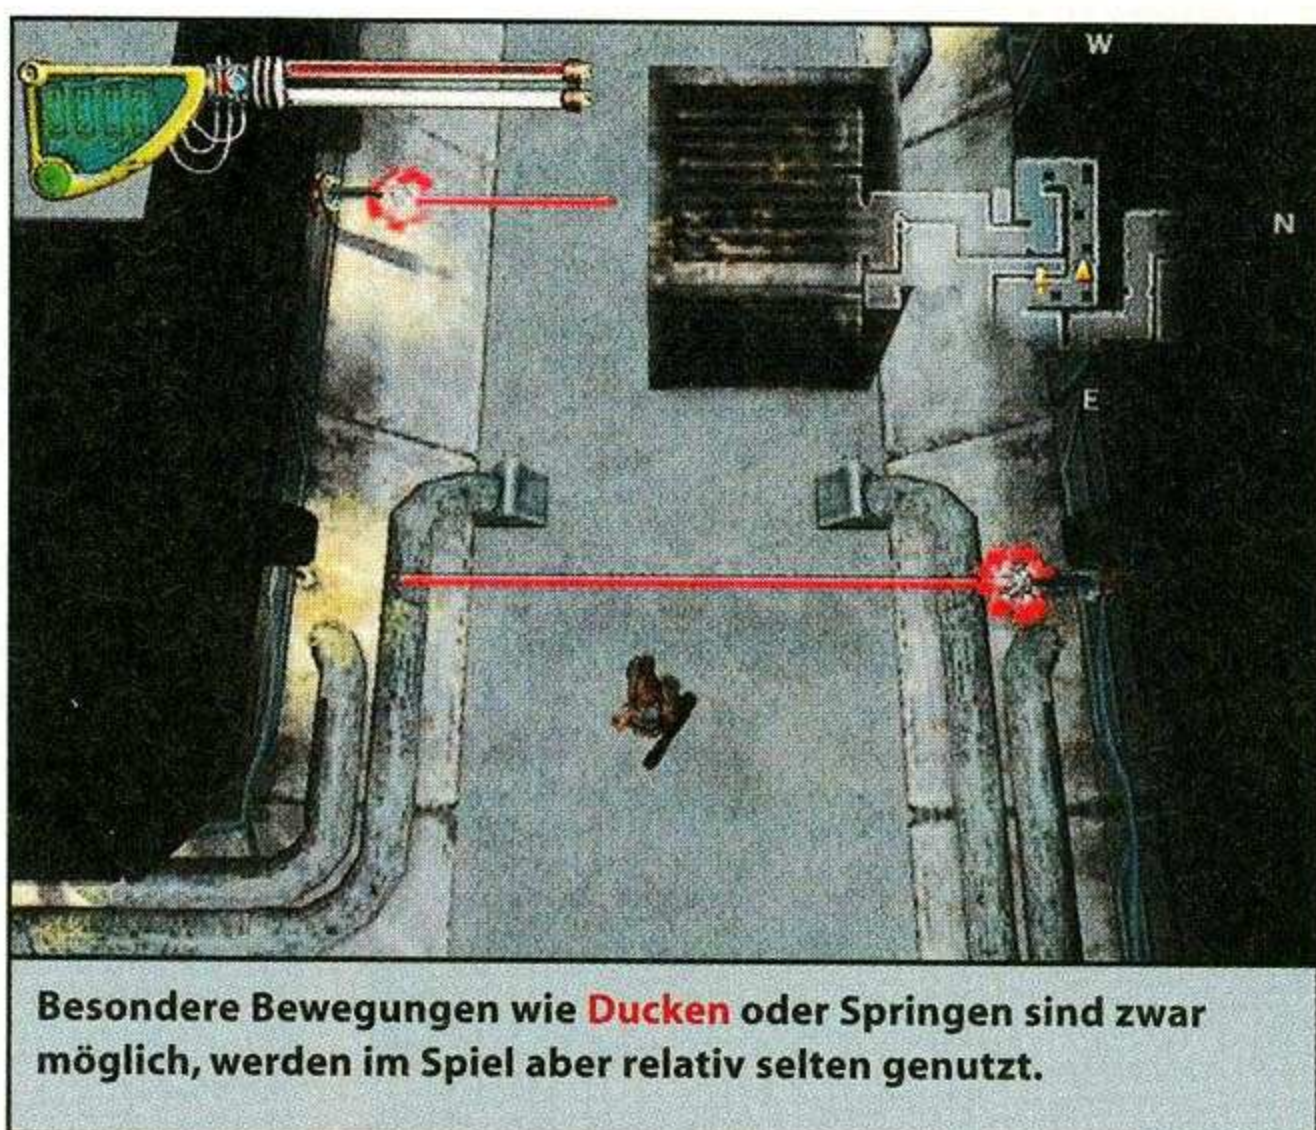 W
N
E
Besondere Bewegungen wie Ducken oder Springen sind zwar
möglich, werden im Spiel aber relativ selten genutzt.